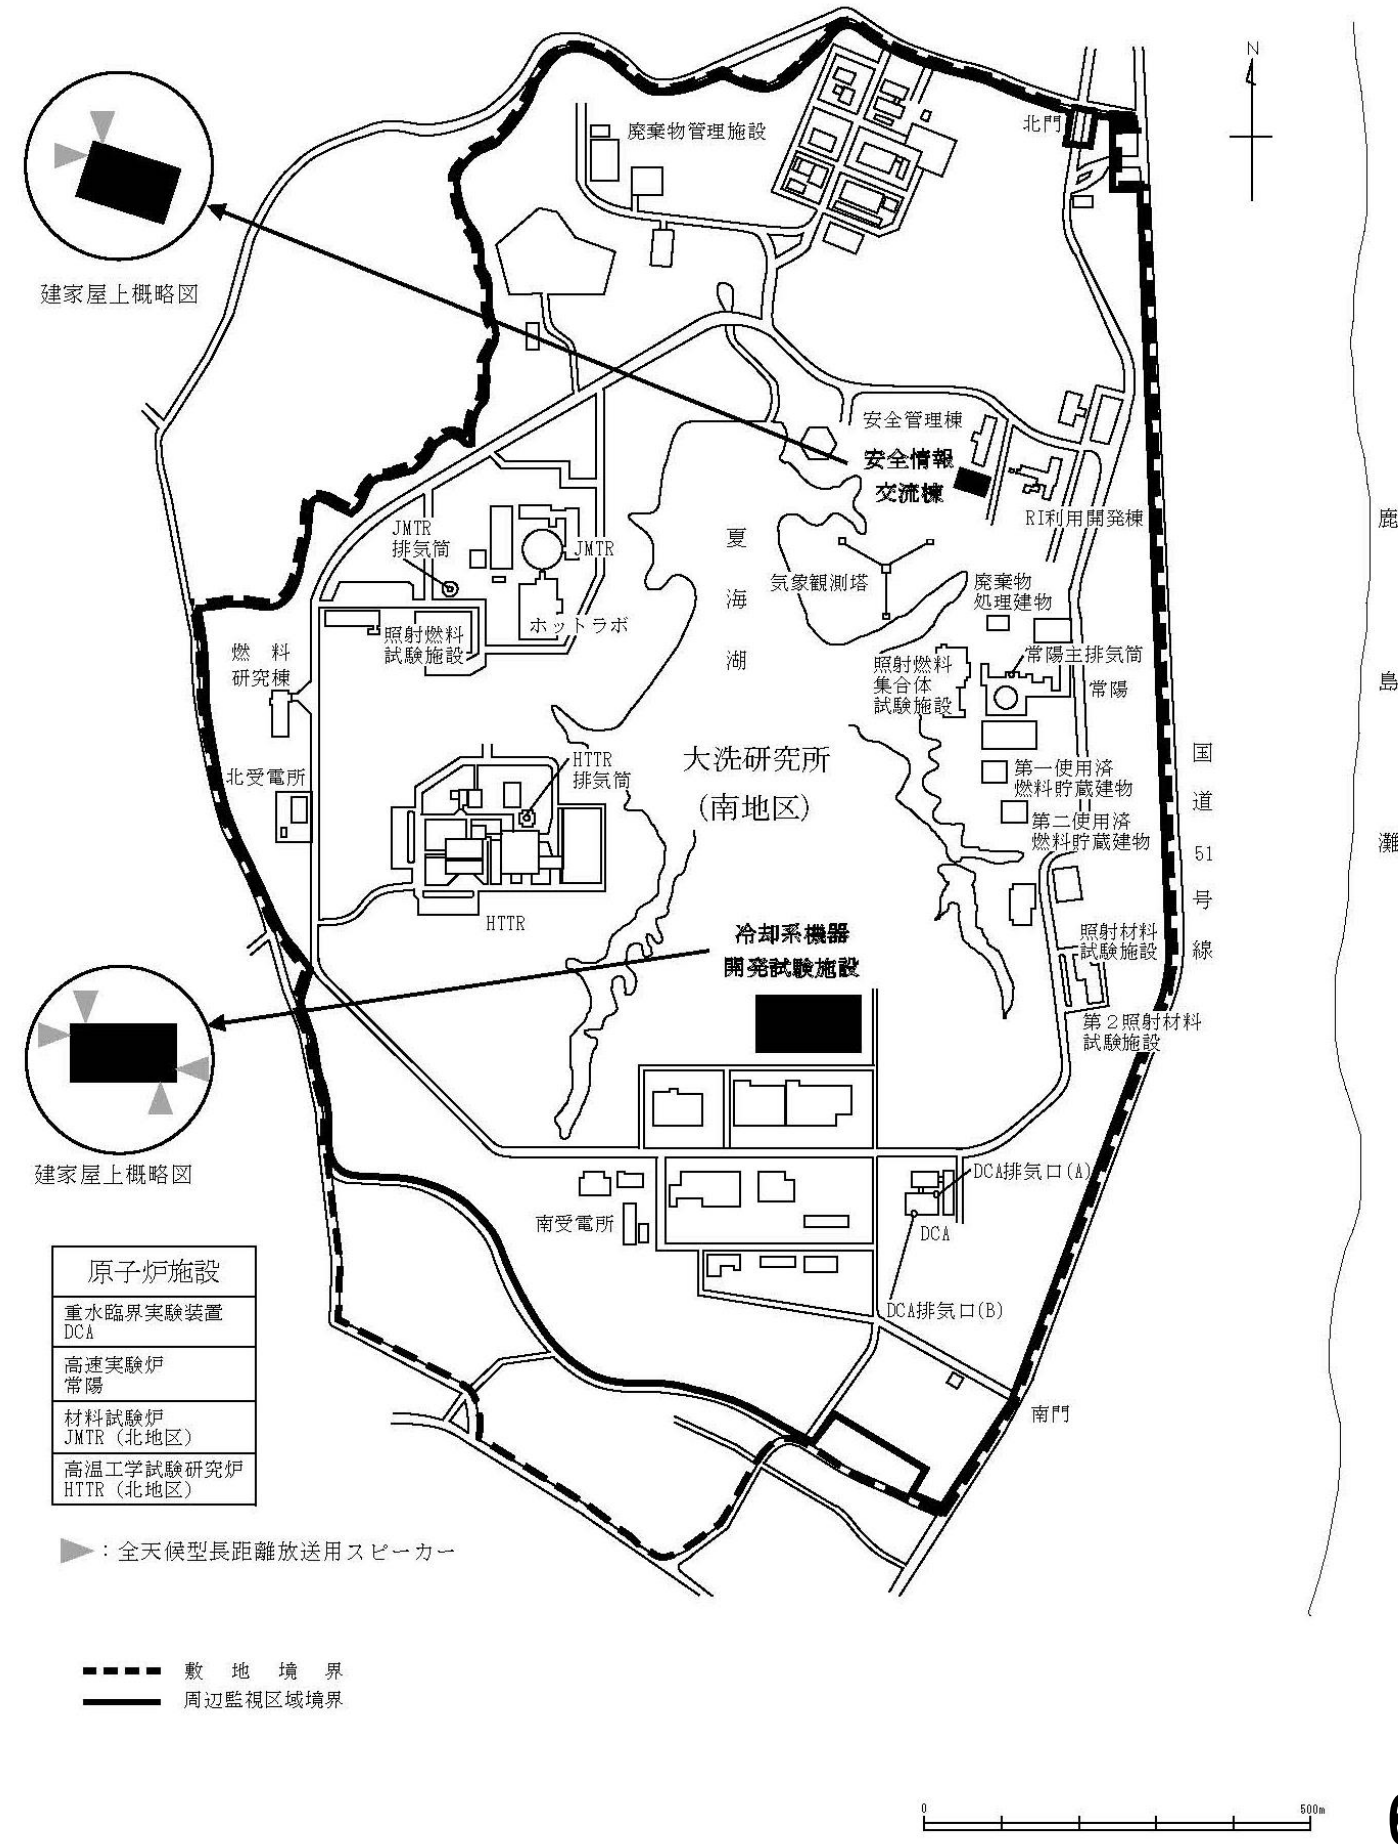 N
北門
廃棄物管理施設
建家屋上概略図
安全管理棟
安全情報
交流棟
RI利用開発棟
JMTR
排気筒
JMTR
ホットラボ
照射燃料
試験施設
夏
海
湖
気象観測塔
廃棄物
処理建物
燃料
研究棟
照射燃料
集合体
試験施設
常陽主排気筒
常陽
鹿
島
灘
国
道
51
号
線
北受電所
HTTR
排気筒
HTTR
大洗研究所
(南地区)
第一使用済
燃料貯蔵建物
第二使用済
燃料貯蔵建物
冷却系機器
開発試験施設
照射材料
試験施設
第2照射材料
試験施設
建家屋上概略図
南受電所
DCA排気口(A)
DCA
DCA排気口(B)
南門
原子炉施設
重水臨界実験装置
DCA
高速実験炉
常陽
材料試験炉
JMTR (北地区)
高温工学試験研究炉
HTTR (北地区)
:全天候型長距離放送用スピーカー
敷地境界
周辺監視区域境界
0 500m